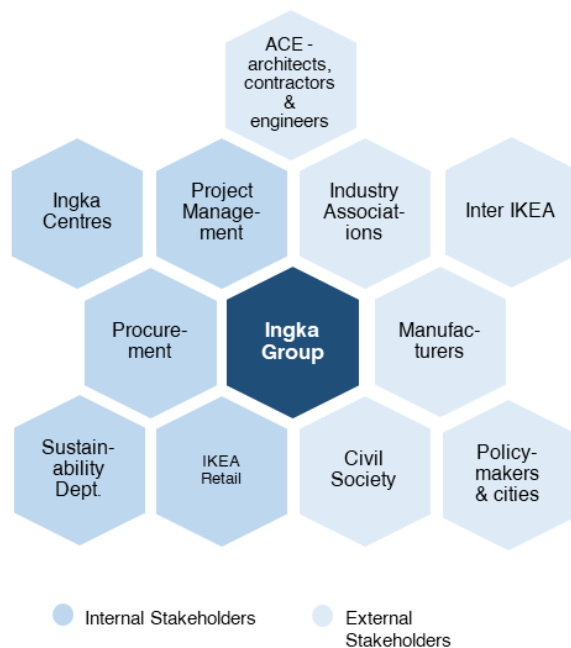 ACE -
architects,
contractors
&
engineers
Ingka
Centres
Project
Manage-
ment
Industry
Associat-
ions
Inter IKEA
Procure-
ment
Ingka
Group
Manufac-
turers
Sustain-
ability
Dept.
IKEA
Retail
Civil
Society
Policy-
makers
& cities
Internal Stakeholders
External
Stakeholders